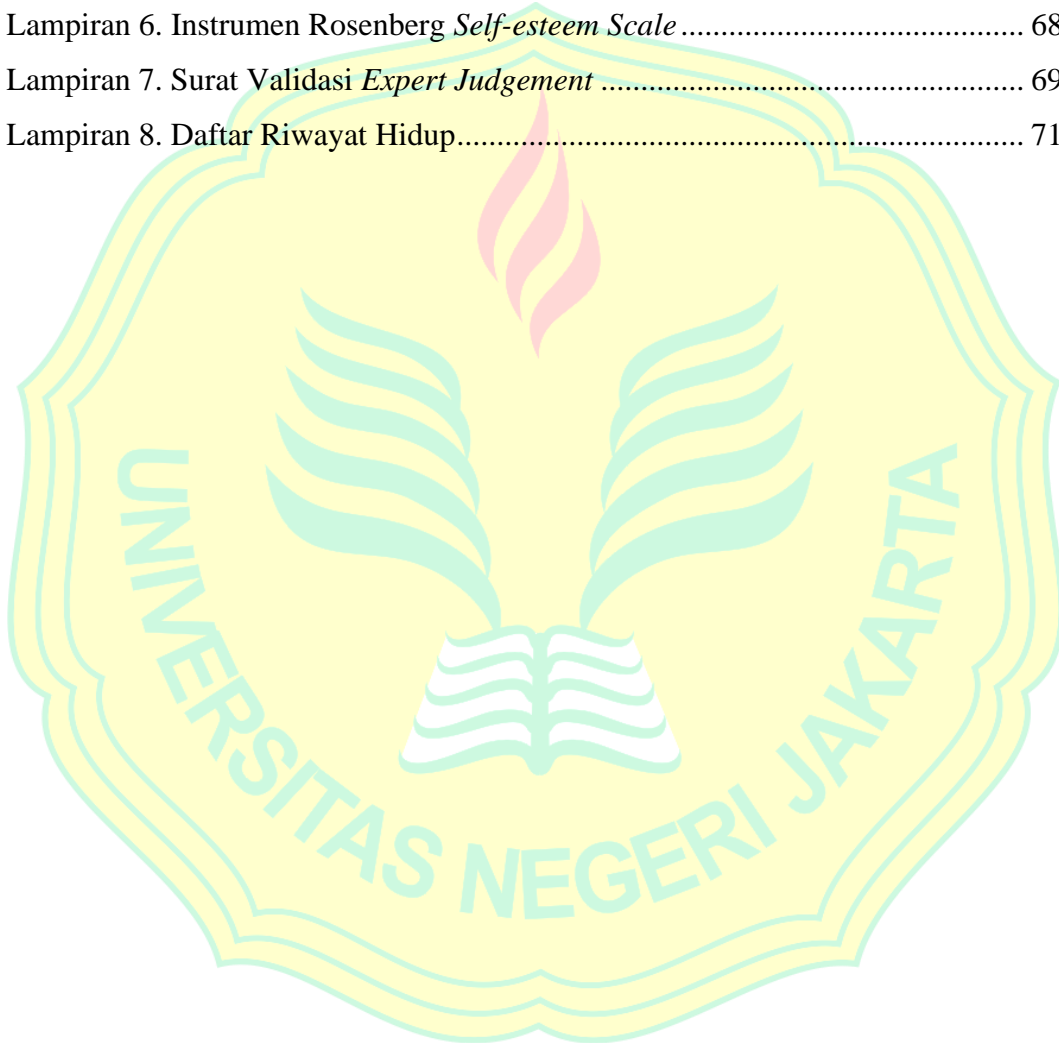 Lampiran 6. Instrumen Rosenberg Self-esteem Scale ........................................... 68
Lampiran 7. Surat Validasi Expert Judgement ..................................................... 69
Lampiran 8. Daftar Riwayat Hidup....................................................................... 71
UNIVERSITAS NEGERI JAKARTA